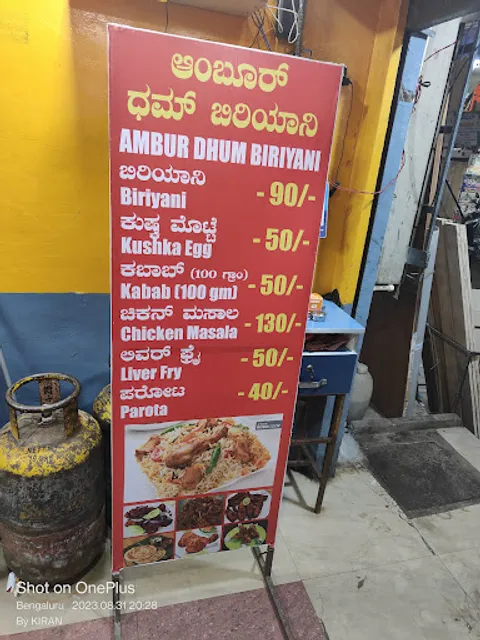 ಆಂಬೂರ್
ಧಮ್ ಬಿರಿಯಾನಿ
AMBUR DHUM BIRIYANI
ಬಿರಿಯಾನಿ
Biriyani - 90/-
ಕುಷ್ಕ ಮೊಟ್ಟೆ
Kushka Egg - 50/-
ಕಬಾಬ್ (100 ಗ್ರಾಂ)
Kabab (100 gm) - 50/-
ಚಿಕನ್ ಮಸಾಲ
Chicken Masala - 130/-
ಲಿವರ್ ಫ್ರೈ
Liver Fry - 50/-
ಪರೋಟ
Parota - 40/-
Shot on OnePlus
Bengaluru 2023.08.31 20:28
By KIRAN